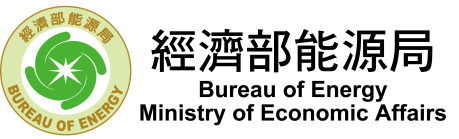 經濟部能源局
BUREAU OF ENERGY
經濟部能源局
Bureau of Energy
Ministry of Economic Affairs